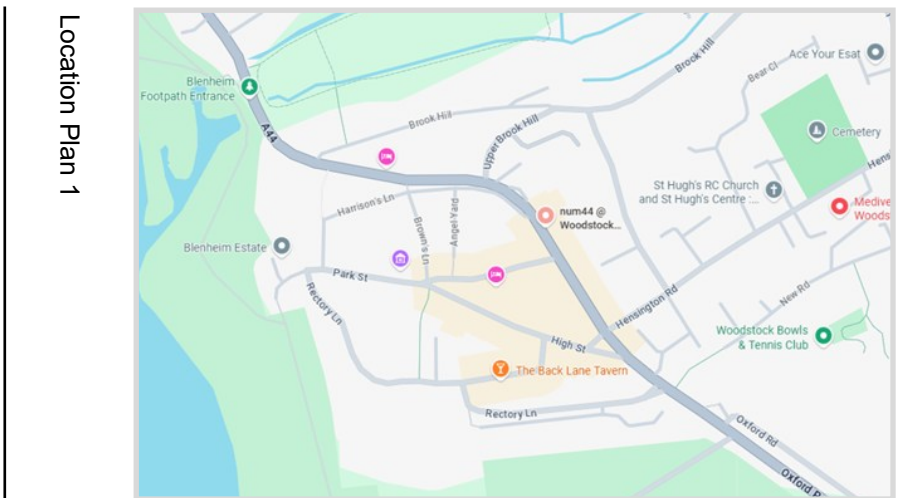 Location Plan 1
Brook Hill
Bear Cl
Ace Your Esat
Blenheim
Footpath Entrance
A44
Brook Hill
Upper Brook Hill
Cemetery
Hens
St Hugh's RC Church
and St Hugh's Centre :...
Medive
Woods
Harrison's Ln
Brown's Ln
Angel Yard
num44 @
Woodstock...
Blenheim Estate
Park St
Rectory Ln
Hensington Rd
New Rd
High St
Woodstock Bowls
& Tennis Club
The Back Lane Tavern
Rectory Ln
Oxford Rd
Oxford R